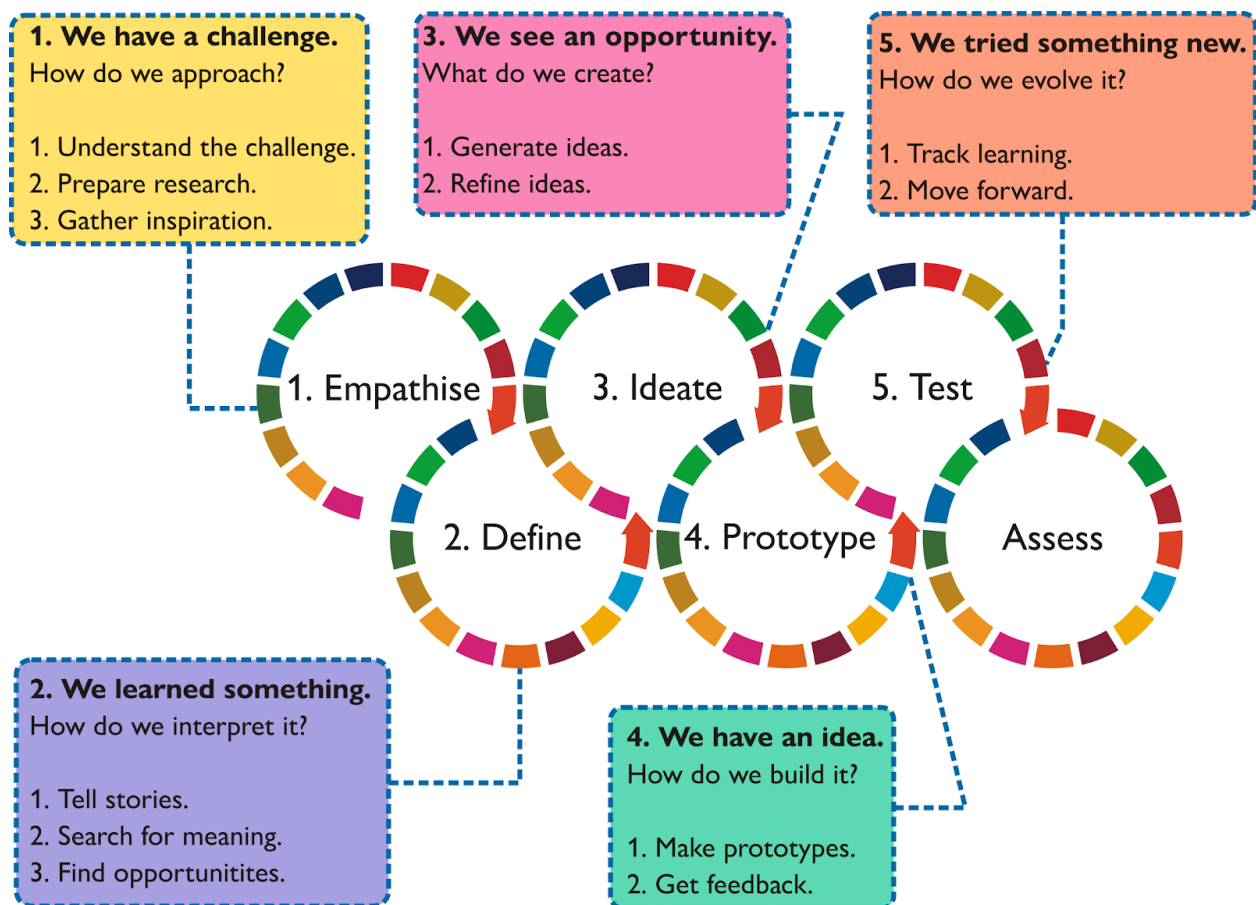 1. We have a challenge.
How do we approach?
1. Understand the challenge.
2. Prepare research.
3. Gather inspiration.
3. We see an opportunity.
What do we create?
1. Generate ideas.
2. Refine ideas.
5. We tried something new.
How do we evolve it?
1. Track learning.
2. Move forward.
1. Empathise
3. Ideate
5. Test
2. Define
4. Prototype
Assess
2. We learned something.
How do we interpret it?
1. Tell stories.
2. Search for meaning.
3. Find opportunitites.
4. We have an idea.
How do we build it?
1. Make prototypes.
2. Get feedback.